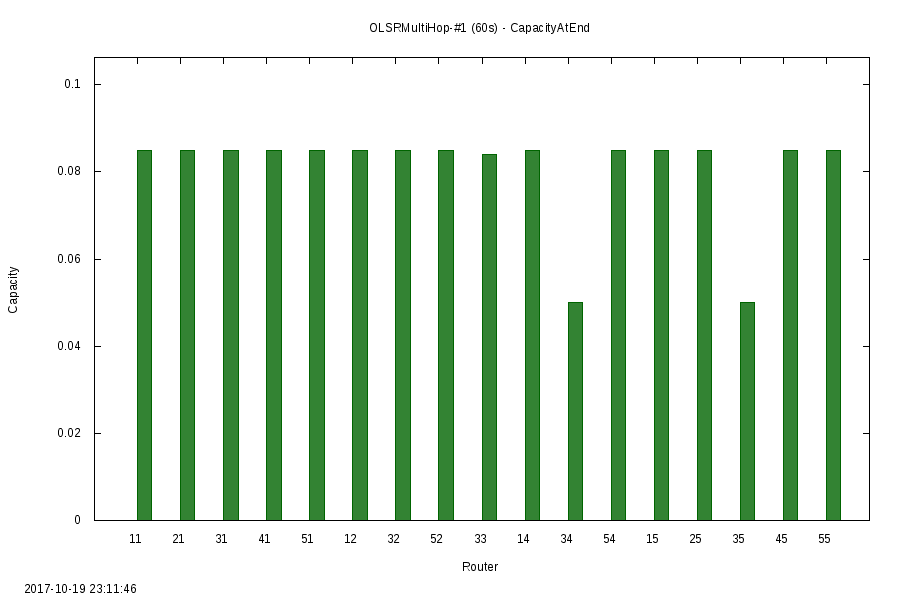 OLSRMultiHop-#1 (60s) - CapacityAtEnd
0.1
0.08
0.06
0.04
0.02
0
Capacity
11 21 31 41 51 12 32 52 33 14 34 54 15 25 35 45 55
Router
2017-10-19 23:11:46